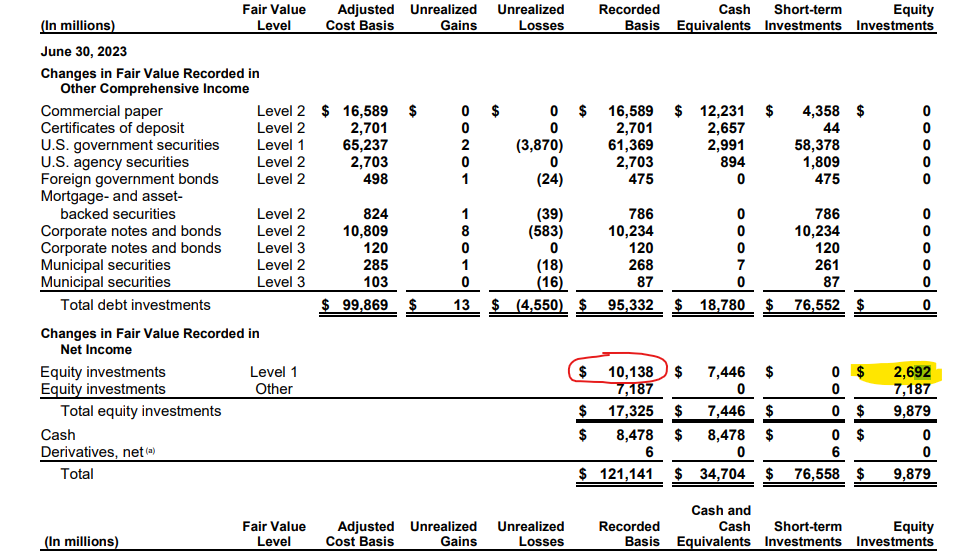 Fair Value Adjusted Unrealized Unrealized Recorded Cash Short-term Equity
(In millions) Level Cost Basis Gains Losses Basis Equivalents Investments Investments
June 30, 2023
Changes in Fair Value Recorded in
Other Comprehensive Income
Commercial paper Level 2 $ 16,589 $ 0 $ 0 $ 16,589 $ 12,231 $ 4,358 $ 0
Certificates of deposit Level 2 2,701 0 0 2,701 2,657 44 0
U.S. government securities Level 1 65,237 2 (3,870) 61,369 2,991 58,378 0
U.S. agency securities Level 2 2,703 0 0 2,703 894 1,809 0
Foreign government bonds Level 2 498 1 (24) 475 0 475 0
Mortgage- and asset-
backed securities Level 2 824 1 (39) 786 0 786 0
Corporate notes and bonds Level 2 10,809 8 (583) 10,234 0 10,234 0
Corporate notes and bonds Level 3 120 0 0 120 0 120 0
Municipal securities Level 2 285 1 (18) 268 7 261 0
Municipal securities Level 3 103 0 (16) 87 0 87 0
Total debt investments $ 99,869 $ 13 $ (4,550) $ 95,332 $ 18,780 $ 76,552 $ 0
Changes in Fair Value Recorded in
Net Income
Equity investments Level 1 $ 10,138 $ 7,446 $ 0 $ 2,692
Equity investments Other 7,187 0 0 7,187
Total equity investments $ 17,325 $ 7,446 $ 0 $ 9,879
Cash $ 8,478 $ 8,478 $ 0 $ 0
Derivatives, net (a) 6 0 6 0
Total $ 121,141 $ 34,704 $ 76,558 $ 9,879
Cash and
Fair Value Adjusted Unrealized Unrealized Recorded Cash Short-term Equity
(In millions) Level Cost Basis Gains Losses Basis Equivalents Investments Investments